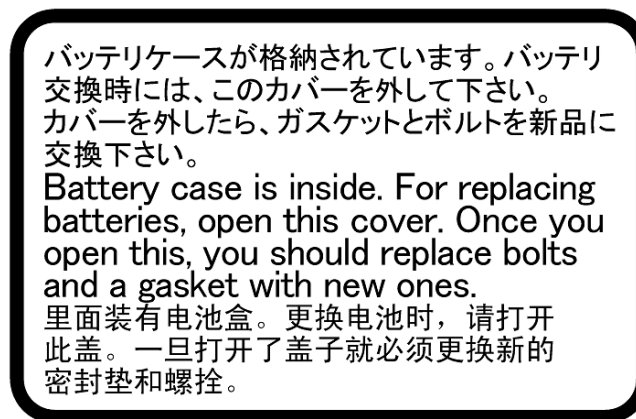 バッテリケースが格納されています。バッテリ
交換時には、このカバーを外して下さい。
カバーを外したら、ガスケットとボルトを新品に
交換下さい。
Battery case is inside. For replacing
batteries, open this cover. Once you
open this, you should replace bolts
and a gasket with new ones.
里面装有电池盒。更换电池时，请打开
此盖。一旦打开了盖子就必须更换新的
密封垫和螺拴。